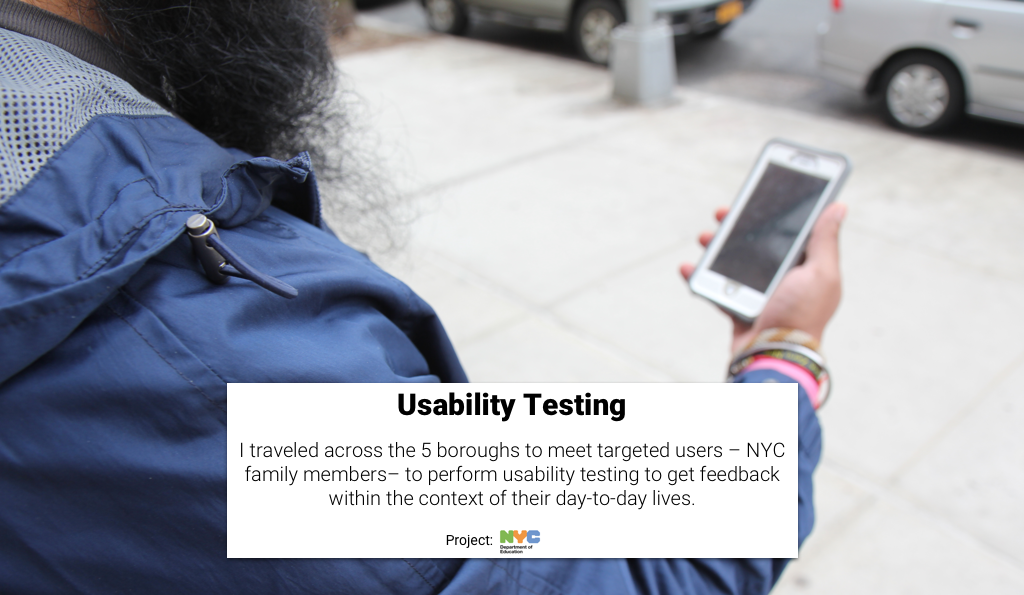 Usability Testing
I traveled across the 5 boroughs to meet targeted users – NYC
family members– to perform usability testing to get feedback
within the context of their day-to-day lives.
Project: NYC
Department of
Education